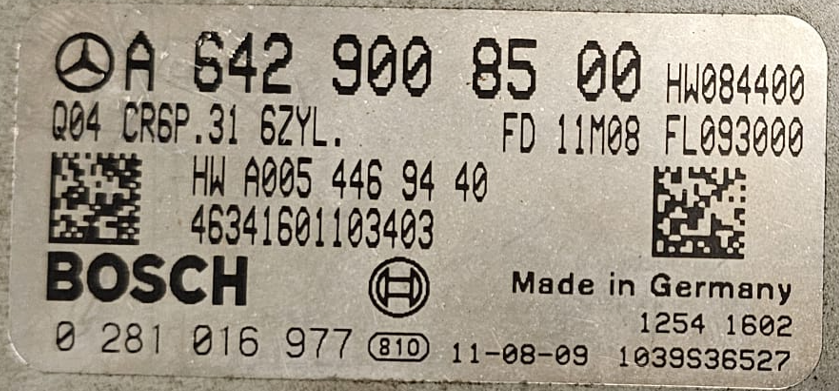 A 642 900 85 00 HW084400
Q04 CR6P.31 6ZYL. FD 11M08 FL093000
HW A005 446 94 40
46341601103403
BOSCH
Made in Germany
1254 1602
0 281 016 977 810 11-08-09 1039S36527